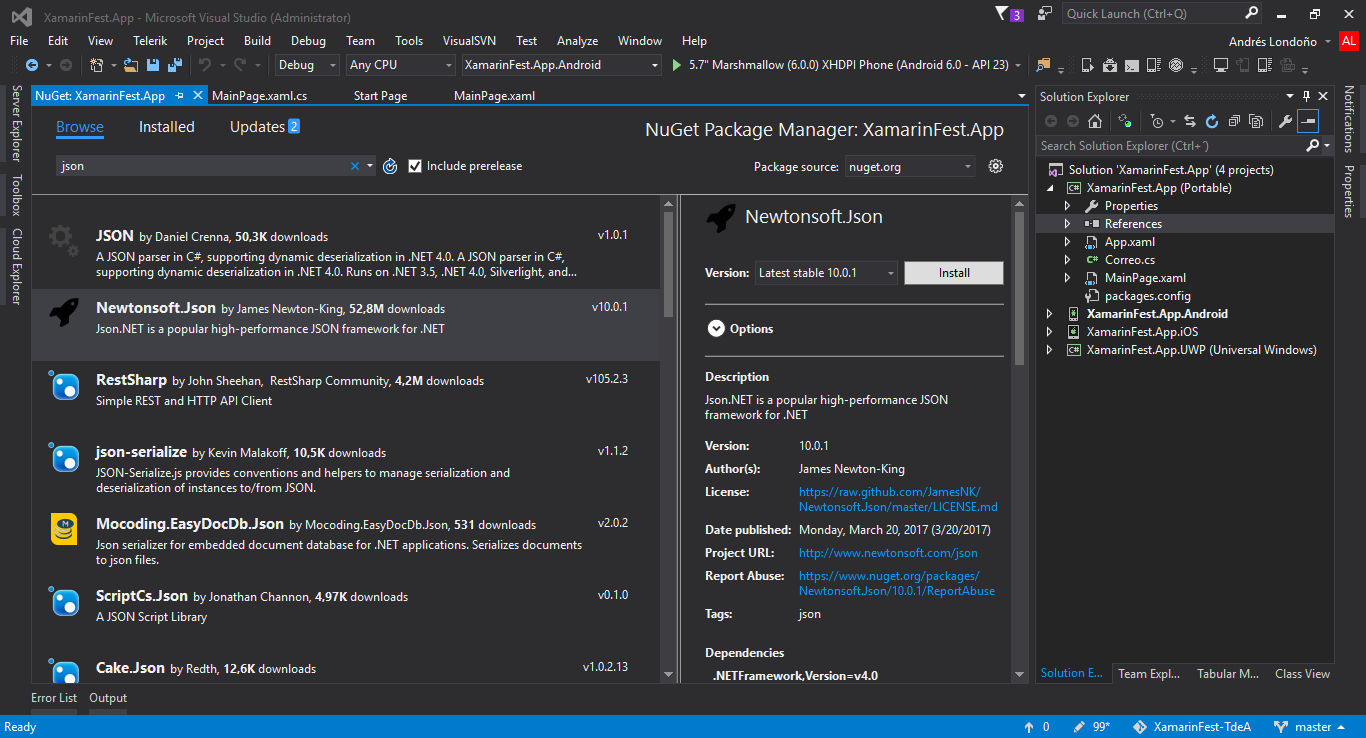 XamarinFest.App - Microsoft Visual Studio (Administrator)
3
Quick Launch (Ctrl+Q)
File Edit View Telerik Project Build Debug Team Tools VisualSVN Test Analyze Window Help
Andrés Londoño AL
Debug Any CPU XamarinFest.App.Android 5.7" Marshmallow (6.0.0) XHDPI Phone (Android 6.0 - API 23)
Server Explorer
Toolbox
Cloud Explorer
NuGet: XamarinFest.App MainPage.xaml.cs Start Page MainPage.xaml
Browse Installed Updates 2
NuGet Package Manager: XamarinFest.App
json
Include prerelease
Package source: nuget.org
JSON by Daniel Crenna, 50,3K downloads v1.0.1
A JSON parser in C#, supporting dynamic deserialization in .NET 4.0. A JSON parser in C#,
supporting dynamic deserialization in .NET 4.0. Runs on .NET 3.5, .NET 4.0, Silverlight, and...
Newtonsoft.Json by James Newton-King, 52,8M downloads v10.0.1
Json.NET is a popular high-performance JSON framework for .NET
RestSharp by John Sheehan, RestSharp Community, 4,2M downloads v105.2.3
Simple REST and HTTP API Client
json-serialize by Kevin Malakoff, 10,5K downloads v1.1.2
JSON-Serialize.js provides conventions and helpers to manage serialization and
deserialization of instances to/from JSON.
Mocoding.EasyDocDb.Json by Mocoding.EasyDocDb.Json, 531 downloads v2.0.2
Json serializer for embedded document database for .NET applications. Serializes documents
to json files.
ScriptCs.Json by Jonathan Channon, 4,97K downloads v0.1.0
A JSON Script Library
Cake.Json by Redth, 12,6K downloads v1.0.2.13
Newtonsoft.Json
Version: Latest stable 10.0.1 Install
Options
Description
Json.NET is a popular high-performance JSON
framework for .NET
Version: 10.0.1
Author(s): James Newton-King
License: https://raw.github.com/JamesNK/
Newtonsoft.Json/master/LICENSE.md
Date published: Monday, March 20, 2017 (3/20/2017)
Project URL: http://www.newtonsoft.com/json
Report Abuse: https://www.nuget.org/packages/
Newtonsoft.Json/10.0.1/ReportAbuse
Tags: json
Dependencies
.NETFramework,Version=v4.0
Solution Explorer
Search Solution Explorer (Ctrl+´)
Solution 'XamarinFest.App' (4 projects)
XamarinFest.App (Portable)
Properties
References
App.xaml
Correo.cs
MainPage.xaml
packages.config
XamarinFest.App.Android
XamarinFest.App.iOS
XamarinFest.App.UWP (Universal Windows)
Solution E... Team Expl... Tabular M... Class View
Notifications
Properties
Error List Output
Ready 0 99* XamarinFest-TdeA master